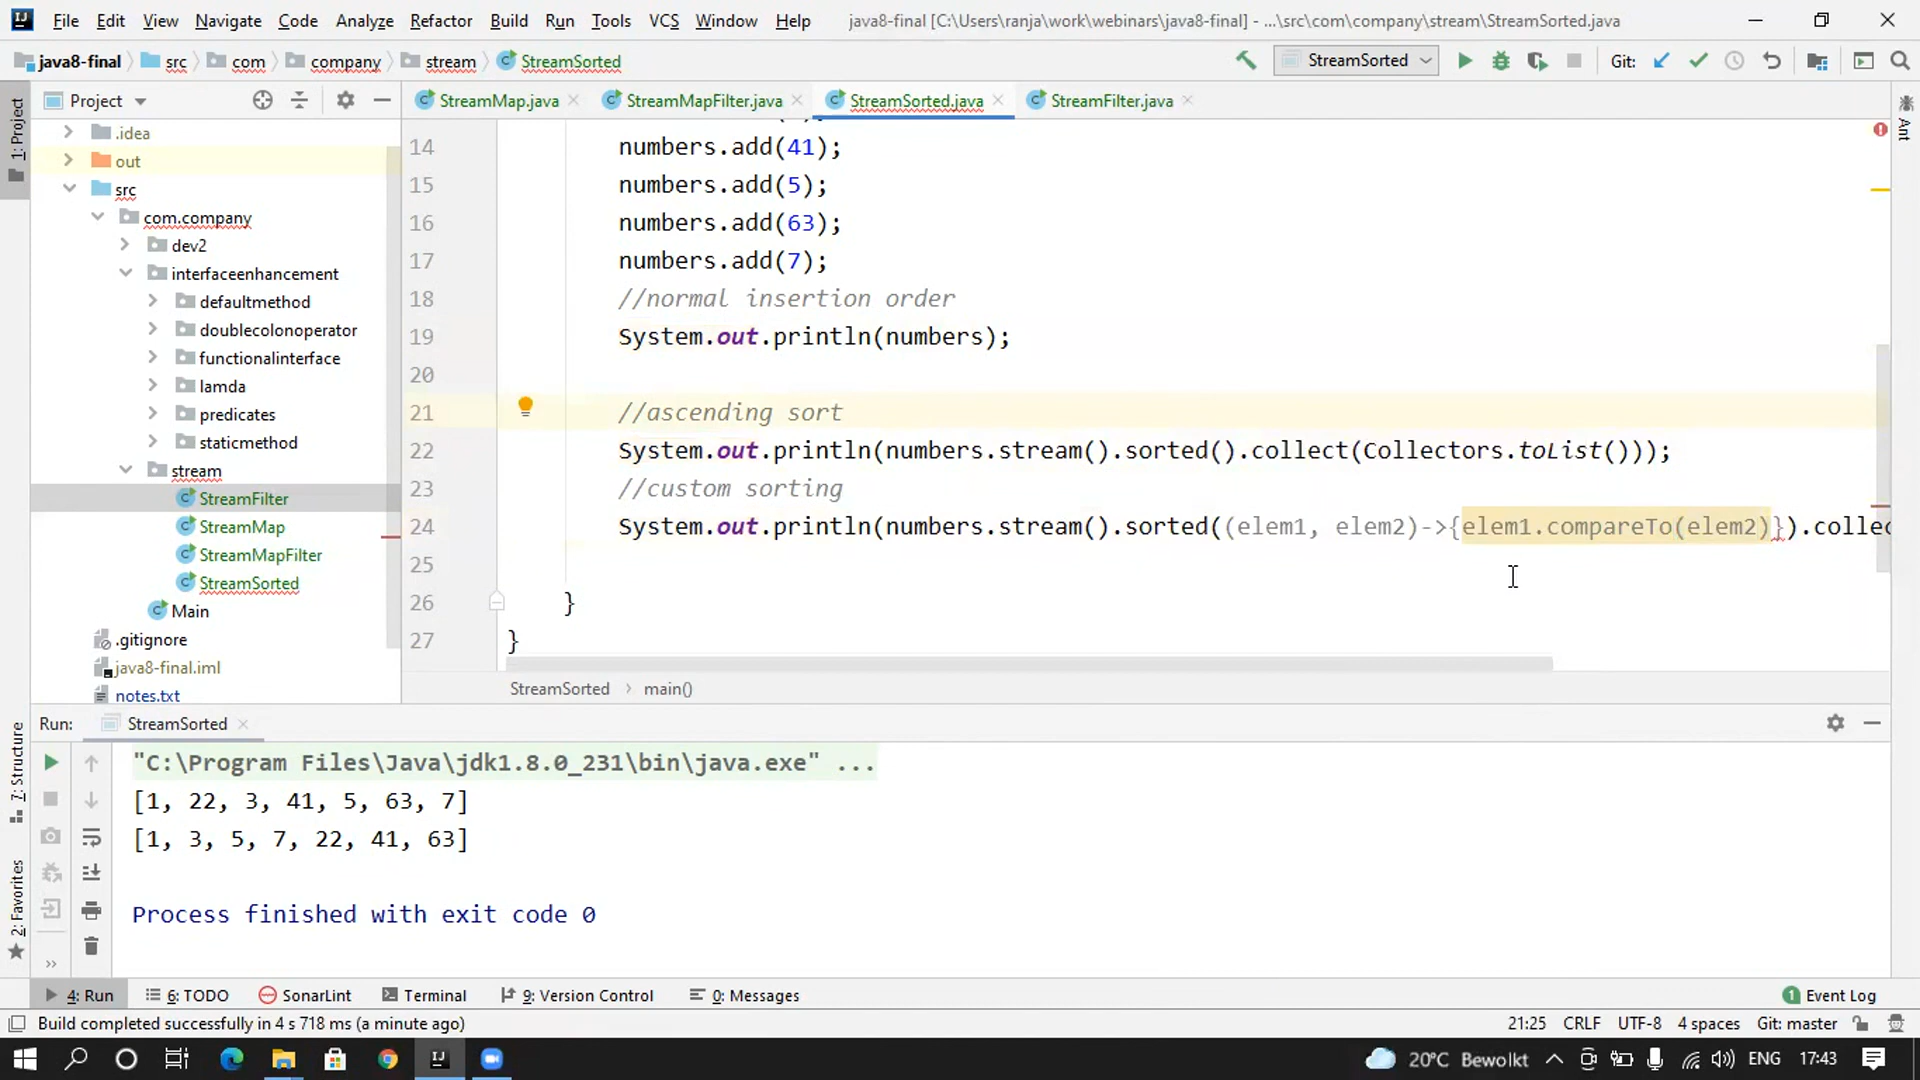 File Edit View Navigate Code Analyze Refactor Build Run Tools VCS Window Help java8-final [C:\Users\ranja\work\webinars\java8-final] - ...\src\com\company\stream\StreamSorted.java
java8-final src com company stream StreamSorted StreamSorted Git:
Project StreamMap.java StreamMapFilter.java StreamSorted.java StreamFilter.java
1: Project
Ant
.idea
out
src
com.company
dev2
interfaceenhancement
defaultmethod
doublecolonoperator
functionalinterface
lamda
predicates
staticmethod
stream
StreamFilter
StreamMap
StreamMapFilter
StreamSorted
Main
.gitignore
java8-final.iml
notes.txt
14 numbers.add(41);
15 numbers.add(5);
16 numbers.add(63);
17 numbers.add(7);
18 //normal insertion order
19 System.out.println(numbers);
20
21 //ascending sort
22 System.out.println(numbers.stream().sorted().collect(Collectors.toList()));
23 //custom sorting
24 System.out.println(numbers.stream().sorted((elem1, elem2)->{elem1.compareTo(elem2)}).collec
25
26 }
27 }
StreamSorted main()
Run: StreamSorted
7: Structure
2: Favorites
"C:\Program Files\Java\jdk1.8.0_231\bin\java.exe" ...
[1, 22, 3, 41, 5, 63, 7]
[1, 3, 5, 7, 22, 41, 63]
Process finished with exit code 0
4: Run 6: TODO SonarLint Terminal 9: Version Control 0: Messages 1 Event Log
Build completed successfully in 4 s 718 ms (a minute ago) 21:25 CRLF UTF-8 4 spaces Git: master
20°C Bewolkt ENG 17:43